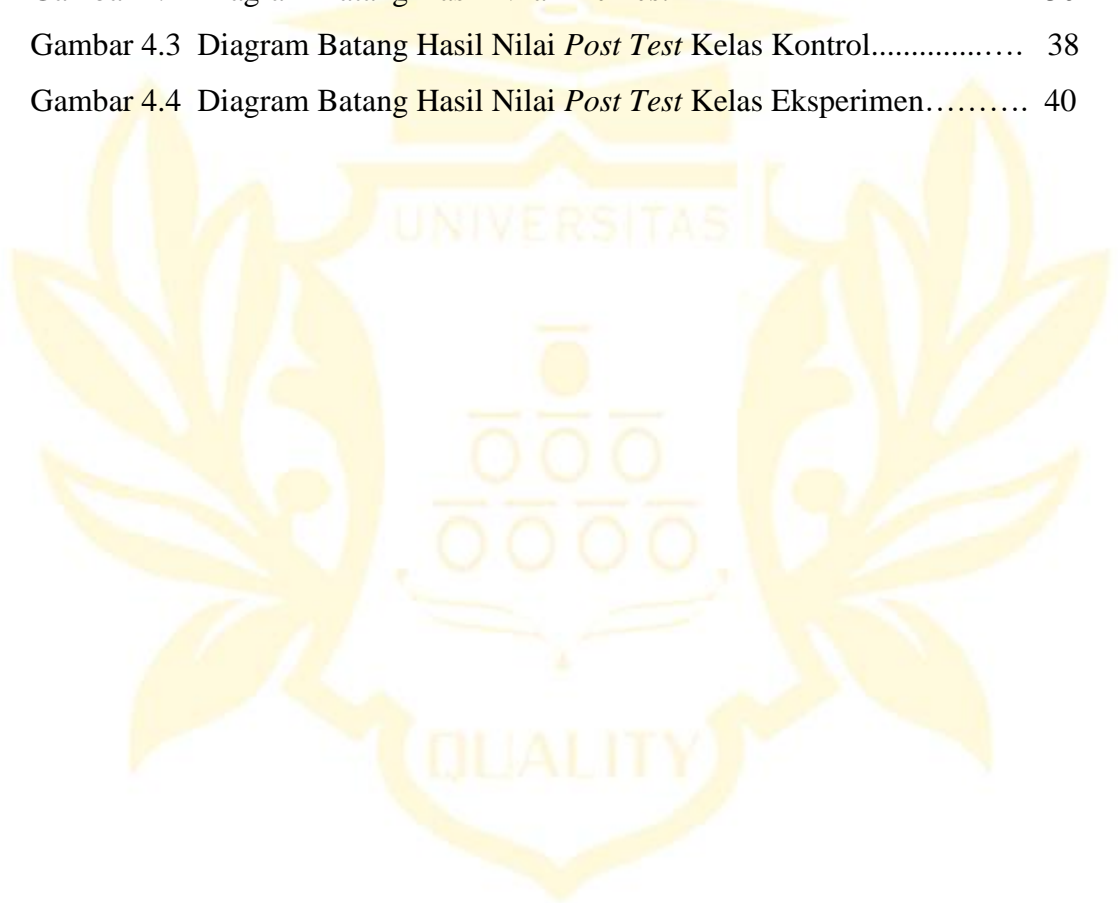 Gambar 4.3 Diagram Batang Hasil Nilai Post Test Kelas Kontrol..............…. 38
Gambar 4.4 Diagram Batang Hasil Nilai Post Test Kelas Eksperimen………. 40
UNIVERSITAS
QUALITY